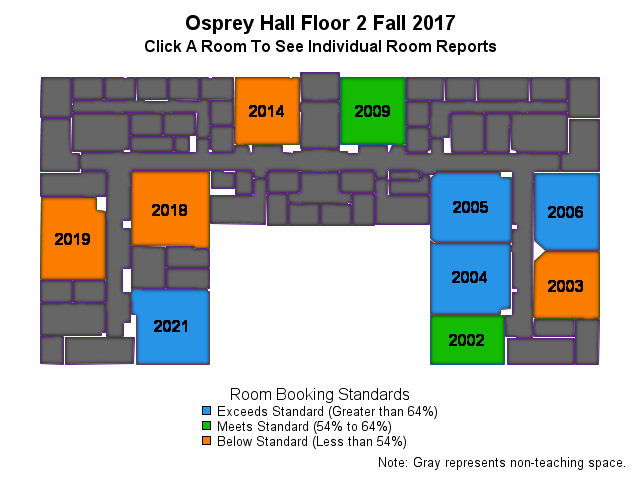 Osprey Hall Floor 2 Fall 2017
Click A Room To See Individual Room Reports
2014
2009
2018
2005
2006
2019
2004
2003
2021
2002
Room Booking Standards
Exceeds Standard (Greater than 64%)
Meets Standard (54% to 64%)
Below Standard (Less than 54%)
Note: Gray represents non-teaching space.